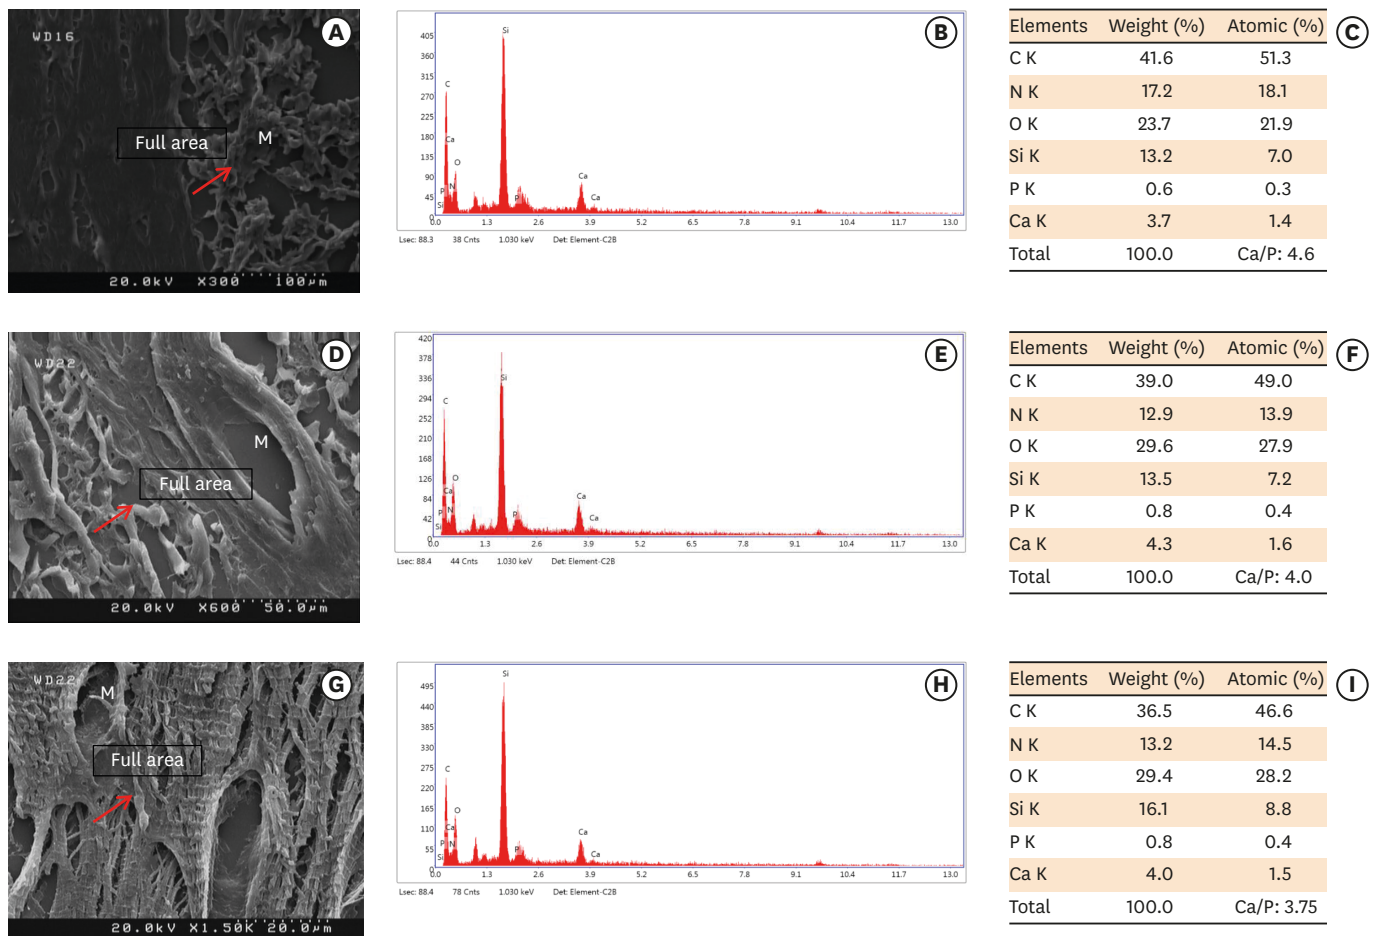 WD16
A
Full area
M
20.0kV X300 100µm
B
405
360
315
270
225
180
135
90
45
0
Si
C
Ca
O
N
P
Si
P
Ca
Ca
0.0 1.3 2.6 3.9 5.2 6.5 7.8 9.1 10.4 11.7 13.0
Lsec: 88.3 38 Cnts 1.030 keV Det: Element-C2B
C
Elements Weight (%) Atomic (%)
C K 41.6 51.3
N K 17.2 18.1
O K 23.7 21.9
Si K 13.2 7.0
P K 0.6 0.3
Ca K 3.7 1.4
Total 100.0 Ca/P: 4.6
WD22
D
M
Full area
20.0kV X600 50.0µm
E
420
378
336
294
252
210
168
126
84
42
0
Si
C
O
Ca
N
P
Si
P
Ca
Ca
0.0 1.3 2.6 3.9 5.2 6.5 7.8 9.1 10.4 11.7 13.0
Lsec: 88.4 44 Cnts 1.030 keV Det: Element-C2B
F
Elements Weight (%) Atomic (%)
C K 39.0 49.0
N K 12.9 13.9
O K 29.6 27.9
Si K 13.5 7.2
P K 0.8 0.4
Ca K 4.3 1.6
Total 100.0 Ca/P: 4.0
WD22
G
M
Full area
20.0kV X1.50K 20.0µm
H
495
440
385
330
275
220
165
110
55
0
Si
C
O
Ca
N
P
Si
P
Ca
Ca
0.0 1.3 2.6 3.9 5.2 6.5 7.8 9.1 10.4 11.7 13.0
Lsec: 88.4 78 Cnts 1.030 keV Det: Element-C2B
I
Elements Weight (%) Atomic (%)
C K 36.5 46.6
N K 13.2 14.5
O K 29.4 28.2
Si K 16.1 8.8
P K 0.8 0.4
Ca K 4.0 1.5
Total 100.0 Ca/P: 3.75